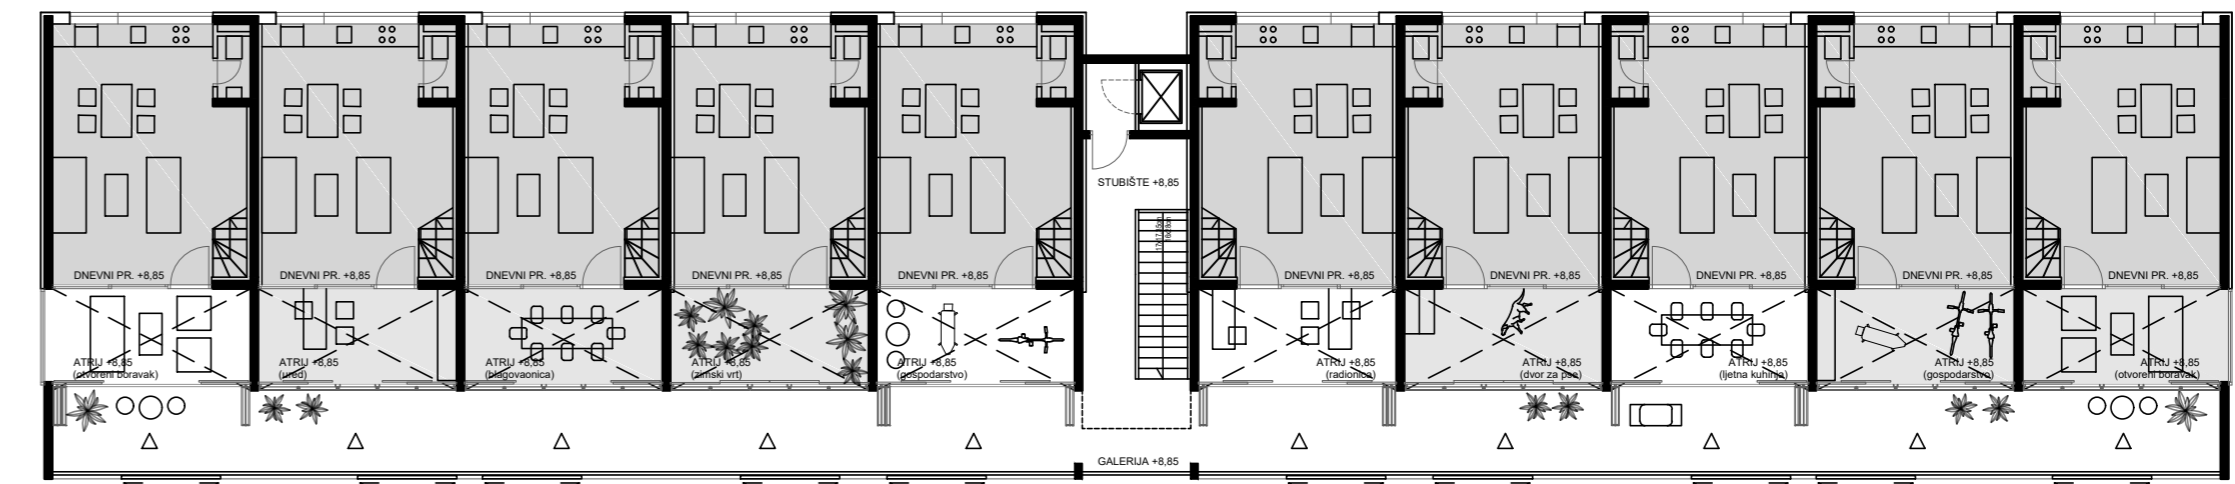 STUBIŠTE +8,85
17x17,35cm
16x28cm
DNEVNI PR. +8,85
DNEVNI PR. +8,85
DNEVNI PR. +8,85
DNEVNI PR. +8,85
DNEVNI PR. +8,85
DNEVNI PR. +8,85
DNEVNI PR. +8,85
DNEVNI PR. +8,85
DNEVNI PR. +8,85
DNEVNI PR. +8,85
ATRIJ +8,85
(otvoreni boravak)
ATRIJ +8,85
(ured)
ATRIJ +8,85
(blagovaonica)
ATRIJ +8,85
(zimski vrt)
ATRIJ +8,85
(gospodarstvo)
ATRIJ +8,85
(radionica)
ATRIJ +8,85
(dvor za pse)
ATRIJ +8,85
(ljetna kuhinja)
ATRIJ +8,85
(gospodarstvo)
ATRIJ +8,85
(otvoreni boravak)
GALERIJA +8,85